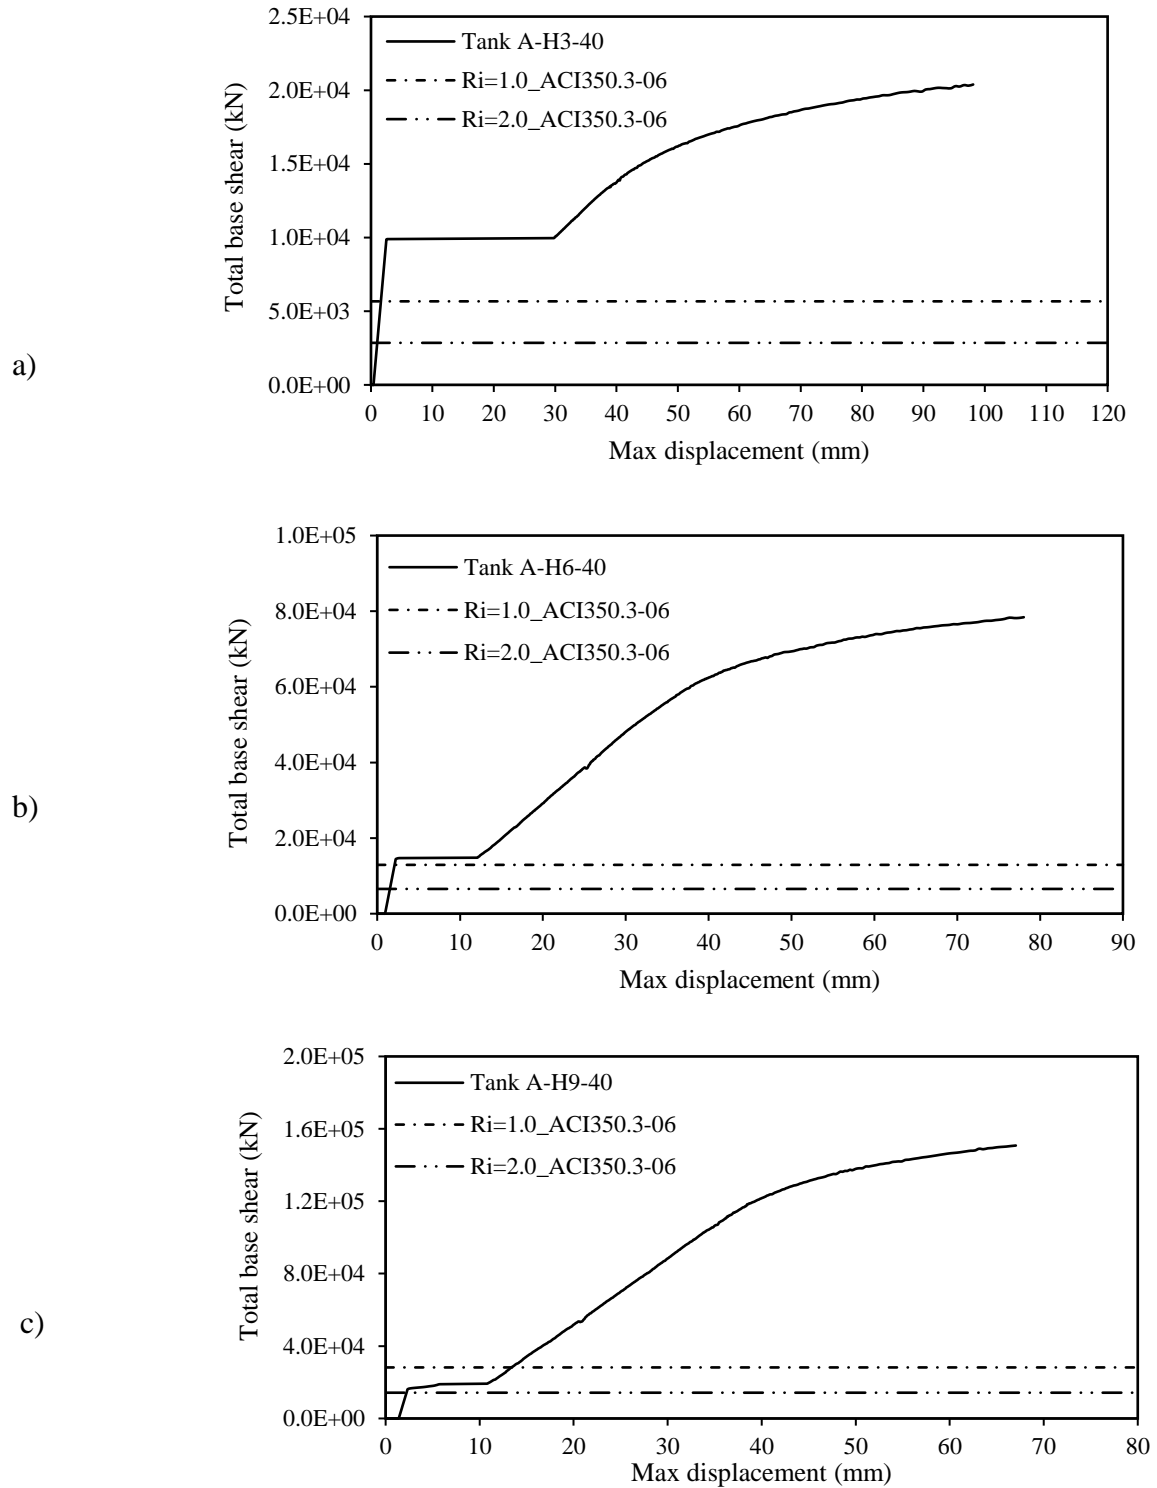 a)
Total base shear (kN)
2.5E+04
2.0E+04
1.5E+04
1.0E+04
5.0E+03
0.0E+00
Tank A-H3-40
Ri=1.0_ACI350.3-06
Ri=2.0_ACI350.3-06
0 10 20 30 40 50 60 70 80 90 100 110 120
Max displacement (mm)
b)
Total base shear (kN)
1.0E+05
8.0E+04
6.0E+04
4.0E+04
2.0E+04
0.0E+00
Tank A-H6-40
Ri=1.0_ACI350.3-06
Ri=2.0_ACI350.3-06
0 10 20 30 40 50 60 70 80 90
Max displacement (mm)
c)
Total base shear (kN)
2.0E+05
1.6E+05
1.2E+05
8.0E+04
4.0E+04
0.0E+00
Tank A-H9-40
Ri=1.0_ACI350.3-06
Ri=2.0_ACI350.3-06
0 10 20 30 40 50 60 70 80
Max displacement (mm)